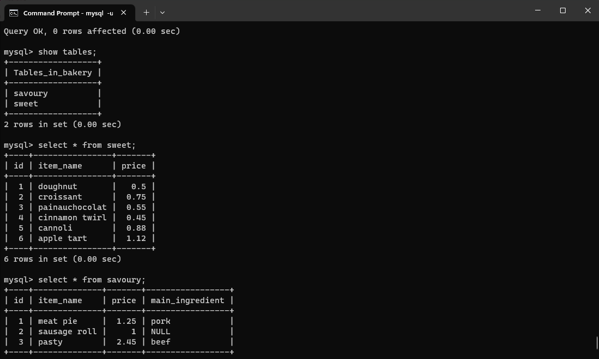 Command Prompt - mysql -u
Query OK, 0 rows affected (0.00 sec)
mysql> show tables;
+------------------+
| Tables_in_bakery |
+------------------+
| savoury          |
| sweet            |
+------------------+
2 rows in set (0.00 sec)
mysql> select * from sweet;
+----+----------------+-------+
| id | item_name      | price |
+----+----------------+-------+
|  1 | doughnut       |   0.5 |
|  2 | croissant      |  0.75 |
|  3 | painauchocolat |  0.55 |
|  4 | cinnamon twirl |  0.45 |
|  5 | cannoli        |  0.88 |
|  6 | apple tart     |  1.12 |
+----+----------------+-------+
6 rows in set (0.00 sec)
mysql> select * from savoury;
+----+--------------+-------+-----------------+
| id | item_name    | price | main_ingredient |
+----+--------------+-------+-----------------+
|  1 | meat pie     |  1.25 | pork            |
|  2 | sausage roll |     1 | NULL            |
|  3 | pasty        |  2.45 | beef            |
+----+--------------+-------+-----------------+